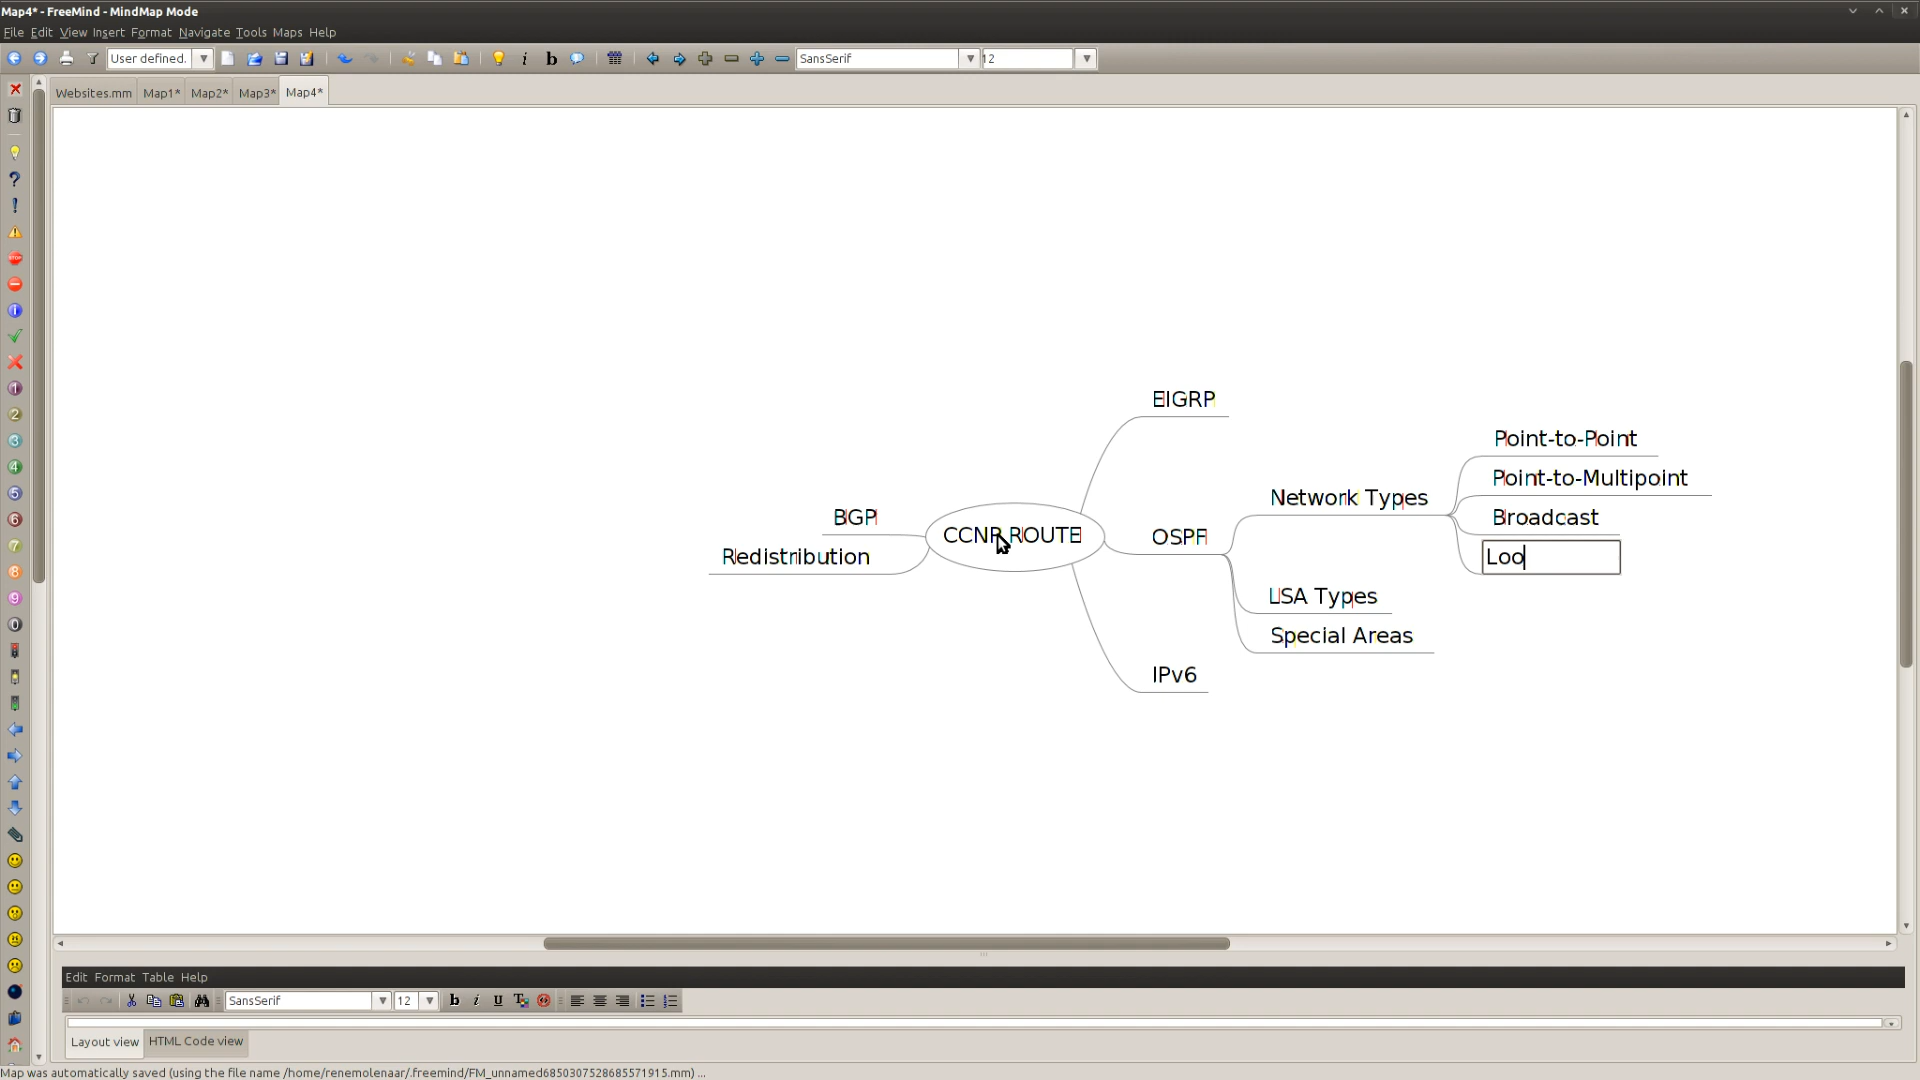 Map4* - FreeMind - MindMap Mode
File Edit View Insert Format Navigate Tools Maps Help
User defined. SansSerif 12
Websites.mm Map1* Map2* Map3* Map4*
EIGRP
Point-to-Point
Point-to-Multipoint
Network Types
BGP
Broadcast
CCNP ROUTE
OSPF
Redistribution
Loo
LSA Types
Special Areas
IPv6
Edit Format Table Help
SansSerif 12
Layout view HTML Code view
Map was automatically saved (using the file name /home/renemolenaar/.freemind/FM_unnamed6850307528685571915.mm) ...